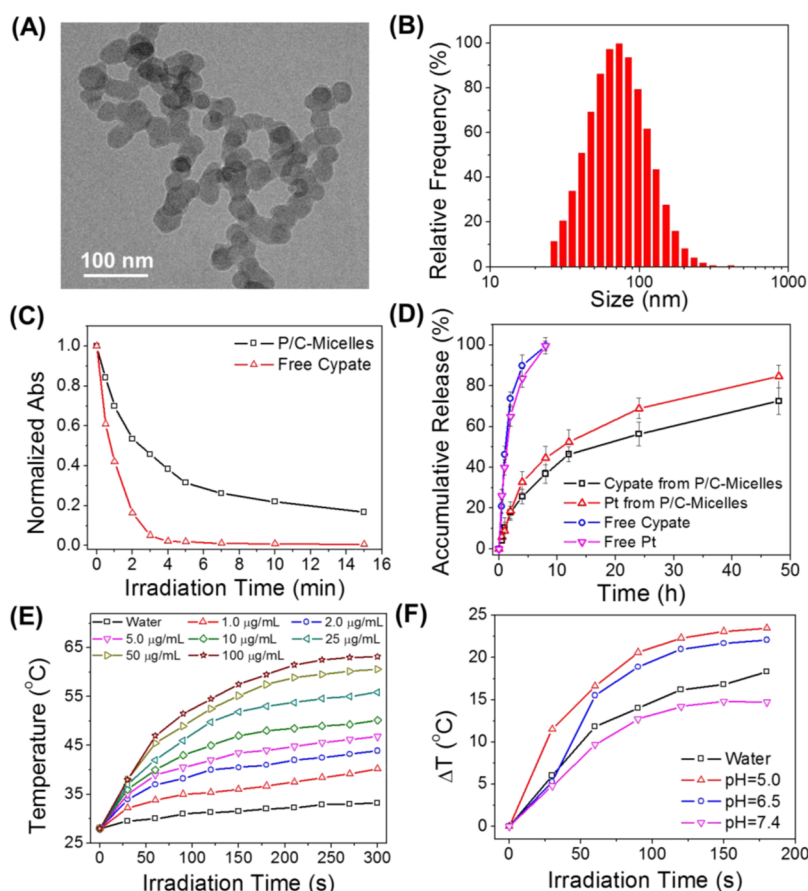 (A)
100 nm
(B)
Relative Frequency (%)
100
80
60
40
20
0
10
100
1000
Size (nm)
(C)
Normalized Abs
1.0
0.8
0.6
0.4
0.2
0.0
P/C-Micelles
Free Cypate
0 2 4 6 8 10 12 14 16
Irradiation Time (min)
(D)
Accumulative Release (%)
100
80
60
40
20
0
Cypate from P/C-Micelles
Pt from P/C-Micelles
Free Cypate
Free Pt
0 10 20 30 40 50
Time (h)
(E)
Temperature (°C)
65
55
45
35
25
Water 1.0 µg/mL 2.0 µg/mL
5.0 µg/mL 10 µg/mL 25 µg/mL
50 µg/mL 100 µg/mL
0 50 100 150 200 250 300
Irradiation Time (s)
(F)
ΔT (°C)
25
20
15
10
5
0
Water
pH=5.0
pH=6.5
pH=7.4
0 50 100 150 200
Irradiation Time (s)